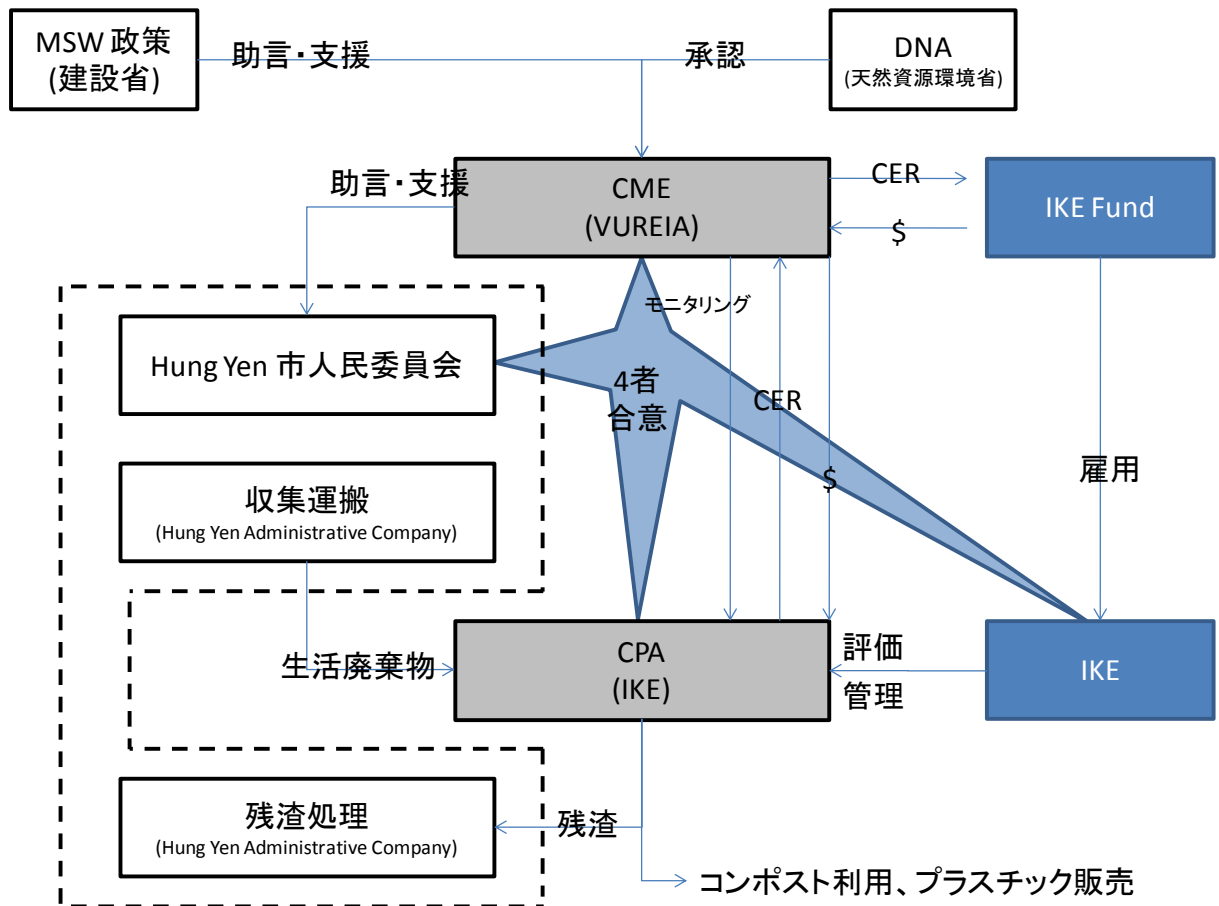 MSW 政策
(建設省)
助言・支援
承認
DNA
(天然資源環境省)
助言・支援
CME
(VUREIA)
CER
$
IKE Fund
モニタリング
Hung Yen 市人民委員会
4者
合意
CER
$
雇用
収集運搬
(Hung Yen Administrative Company)
生活廃棄物
CPA
(IKE)
評価
管理
IKE
残渣処理
(Hung Yen Administrative Company)
残渣
コンポスト利用、プラスチック販売